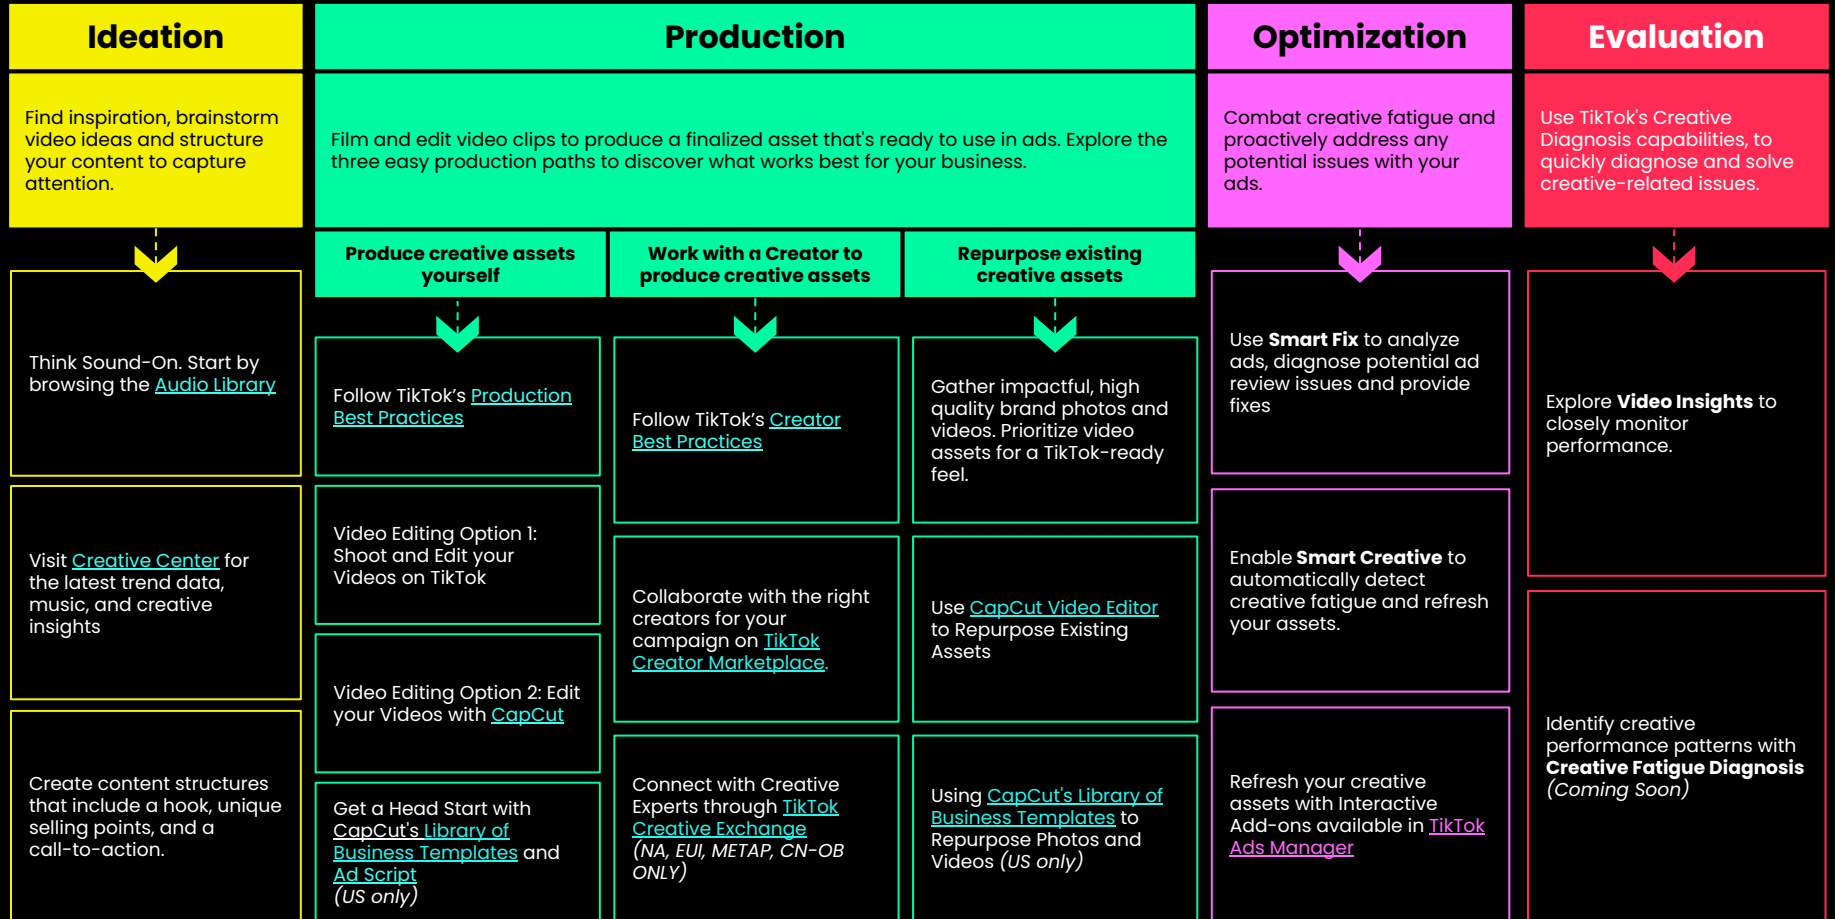 Ideation
Find inspiration, brainstorm
video ideas and structure
your content to capture
attention.
Think Sound-On. Start by
browsing the Audio Library
Visit Creative Center for
the latest trend data,
music, and creative
insights
Create content structures
that include a hook, unique
selling points, and a
call-to-action.
Production
Film and edit video clips to produce a finalized asset that's ready to use in ads. Explore the
three easy production paths to discover what works best for your business.
Produce creative assets
yourself
Follow TikTok’s Production
Best Practices
Video Editing Option 1:
Shoot and Edit your
Videos on TikTok
Video Editing Option 2: Edit
your Videos with CapCut
Get a Head Start with
CapCut's Library of
Business Templates and
Ad Script
(US only)
Work with a Creator to
produce creative assets
Follow TikTok’s Creator
Best Practices
Collaborate with the right
creators for your
campaign on TikTok
Creator Marketplace.
Connect with Creative
Experts through TikTok
Creative Exchange
(NA, EUI, METAP, CN-OB
ONLY)
Repurpose existing
creative assets
Gather impactful, high
quality brand photos and
videos. Prioritize video
assets for a TikTok-ready
feel.
Use CapCut Video Editor
to Repurpose Existing
Assets
Using CapCut's Library of
Business Templates to
Repurpose Photos and
Videos (US only)
Optimization
Combat creative fatigue and
proactively address any
potential issues with your
ads.
Use Smart Fix to analyze
ads, diagnose potential ad
review issues and provide
fixes
Enable Smart Creative to
automatically detect
creative fatigue and refresh
your assets.
Refresh your creative
assets with Interactive
Add-ons available in TikTok
Ads Manager
Evaluation
Use TikTok's Creative
Diagnosis capabilities, to
quickly diagnose and solve
creative-related issues.
Explore Video Insights to
closely monitor
performance.
Identify creative
performance patterns with
Creative Fatigue Diagnosis
(Coming Soon)